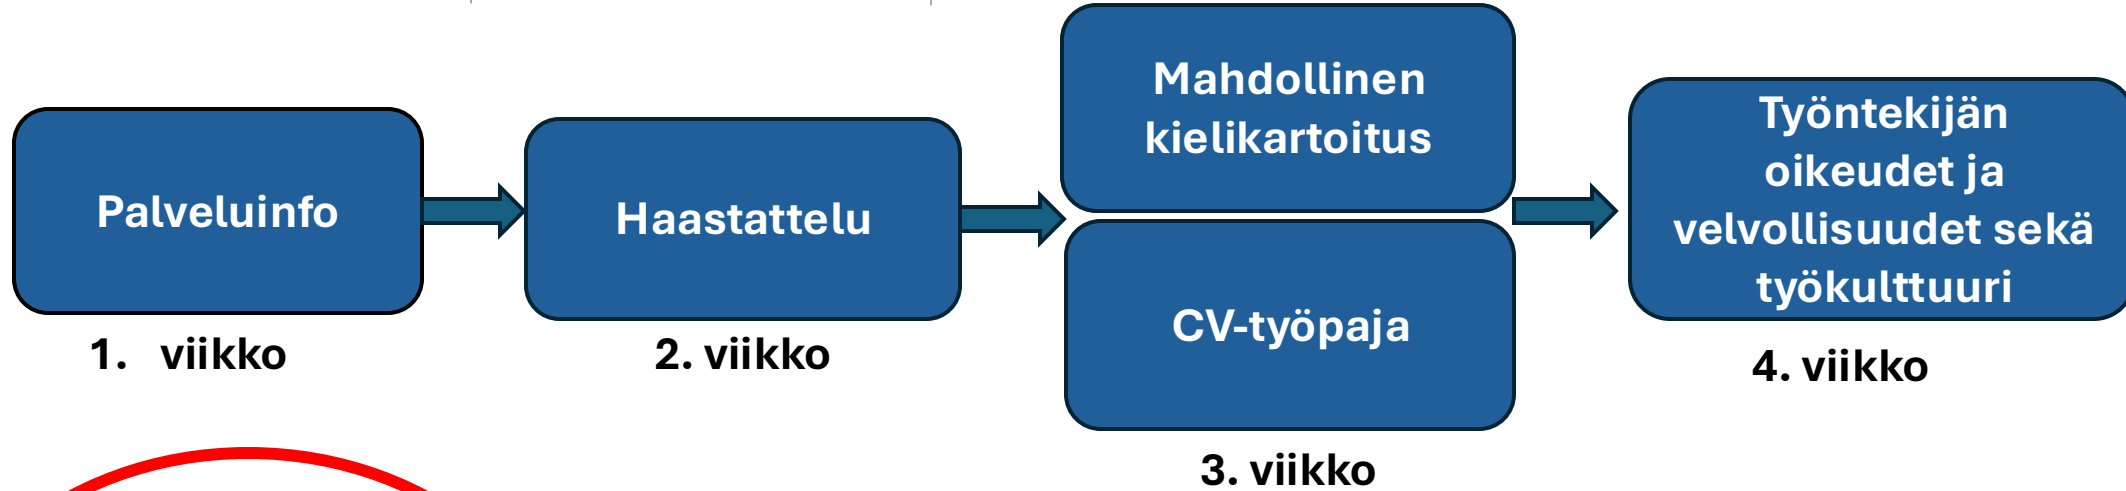 Palveluinfo
1. viikko
Haastattelu
2. viikko
Mahdollinen
kielikartoitus
CV-työpaja
3. viikko
Työntekijän
oikeudet ja
velvollisuudet sekä
työkulttuuri
4. viikko